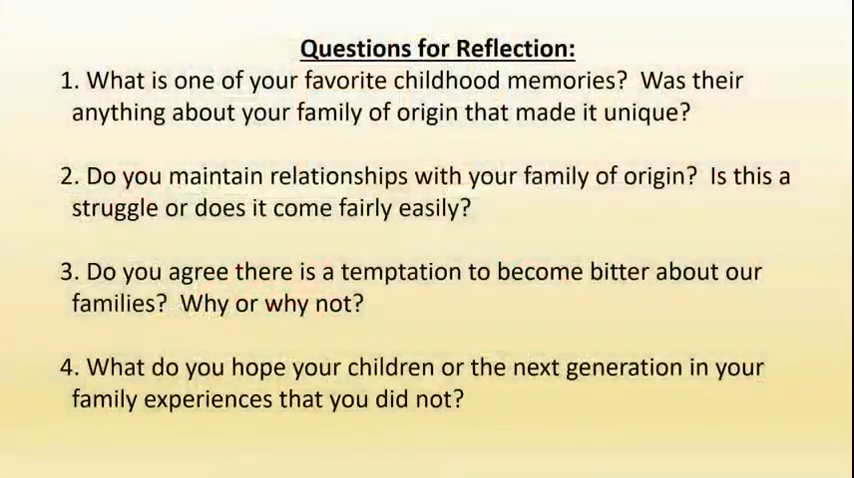 Questions for Reflection:
1. What is one of your favorite childhood memories? Was their
anything about your family of origin that made it unique?
2. Do you maintain relationships with your family of origin? Is this a
struggle or does it come fairly easily?
3. Do you agree there is a temptation to become bitter about our
families? Why or why not?
4. What do you hope your children or the next generation in your
family experiences that you did not?